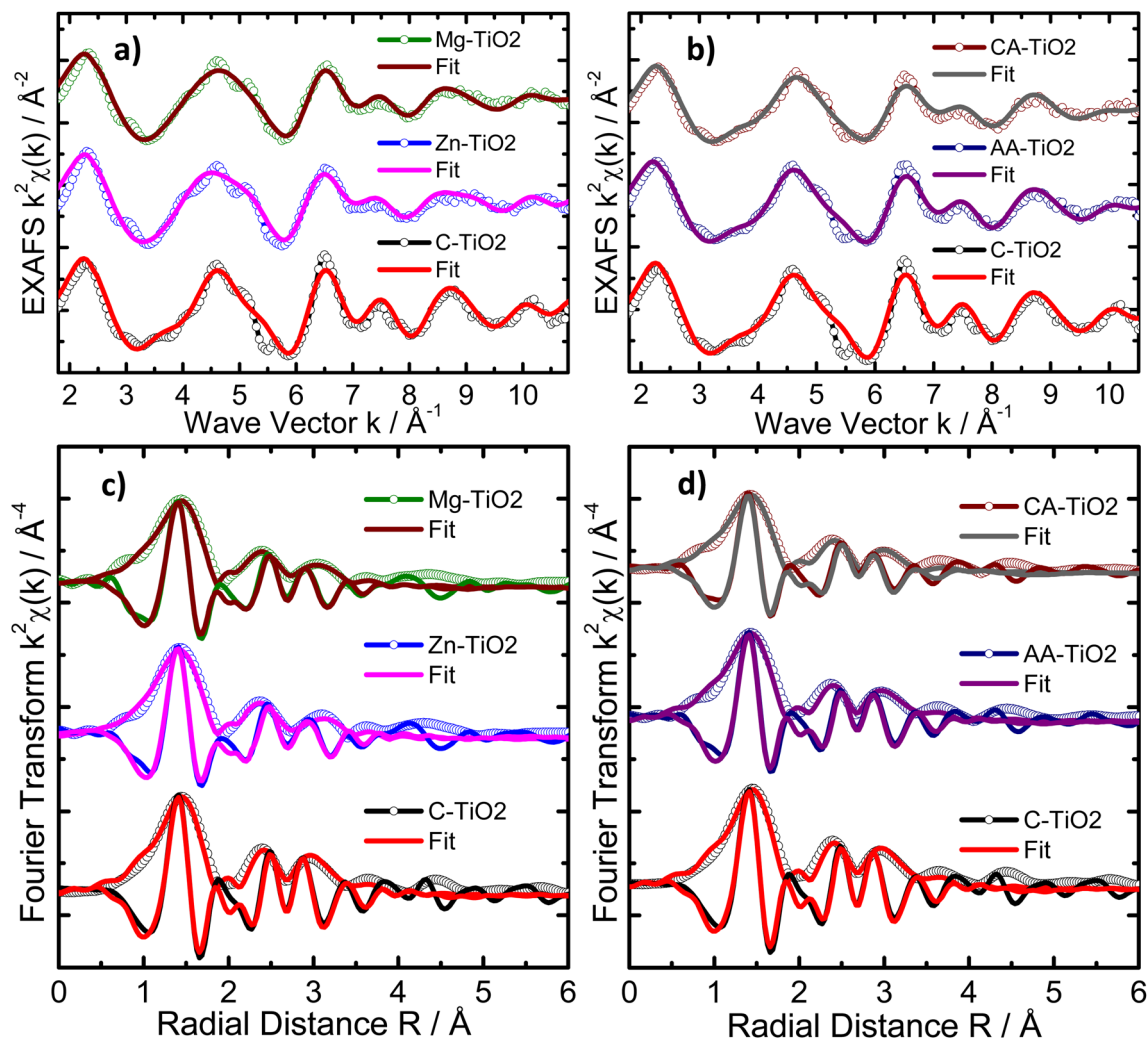 a)
Mg-TiO2
Fit
Zn-TiO2
Fit
C-TiO2
Fit
EXAFS k²χ(k) / Å⁻²
2 3 4 5 6 7 8 9 10
Wave Vector k / Å⁻¹
b)
CA-TiO2
Fit
AA-TiO2
Fit
C-TiO2
Fit
EXAFS k²χ(k) / Å⁻²
2 3 4 5 6 7 8 9 10
Wave Vector k / Å⁻¹
c)
Mg-TiO2
Fit
Zn-TiO2
Fit
C-TiO2
Fit
Fourier Transform k²χ(k) / Å⁻⁴
0 1 2 3 4 5 6
Radial Distance R / Å
d)
CA-TiO2
Fit
AA-TiO2
Fit
C-TiO2
Fit
Fourier Transform k²χ(k) / Å⁻⁴
0 1 2 3 4 5 6
Radial Distance R / Å